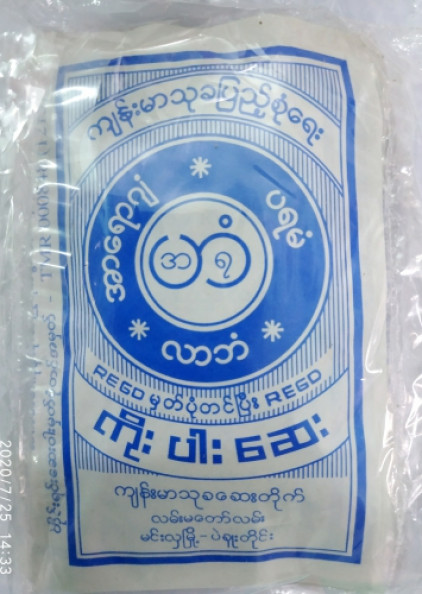 ကျန်းမာသုခပြည့်စုံရေး
အာရောဂျံ ပရမံ
လာဘံ
REGD မှတ်ပုံတင်ပြီး REGD
ကိုး ပါး ဆေး
ကျန်းမာသုခဆေးတိုက်
လမ်းမတော်လမ်း
မင်းလှမြို့-ပဲခူးတိုင်း
2020/7/25 14:33